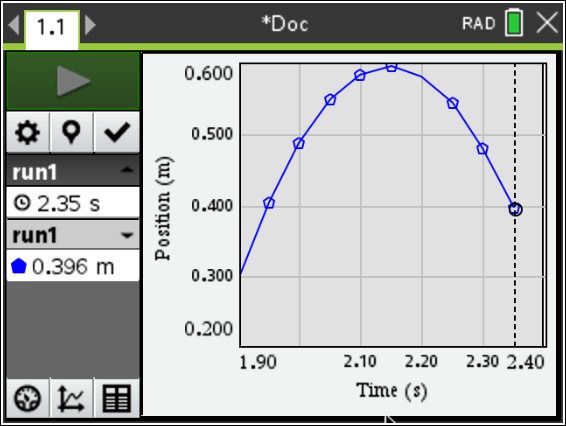 1.1
*Doc
RAD
run1
2.35 s
run1
0.396 m
0.600
0.500
0.400
0.300
0.200
Position (m)
1.90 2.10 2.20 2.30 2.40
Time (s)